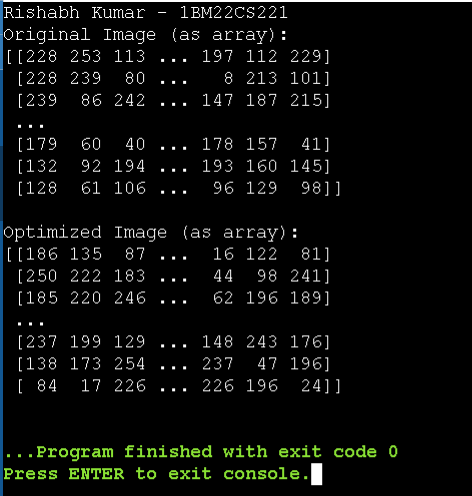 Rishabh Kumar - 1BM22CS221
Original Image (as array):
[[228 253 113 ... 197 112 229]
 [228 239  80 ...   8 213 101]
 [239  86 242 ... 147 187 215]
 ...
 [179  60  40 ... 178 157  41]
 [132  92 194 ... 193 160 145]
 [128  61 106 ...  96 129  98]]

Optimized Image (as array):
[[186 135  87 ...  16 122  81]
 [250 222 183 ...  44  98 241]
 [185 220 246 ...  62 196 189]
 ...
 [237 199 129 ... 148 243 176]
 [138 173 254 ... 237  47 196]
 [ 84  17 226 ... 226 196  24]]

...Program finished with exit code 0
Press ENTER to exit console.